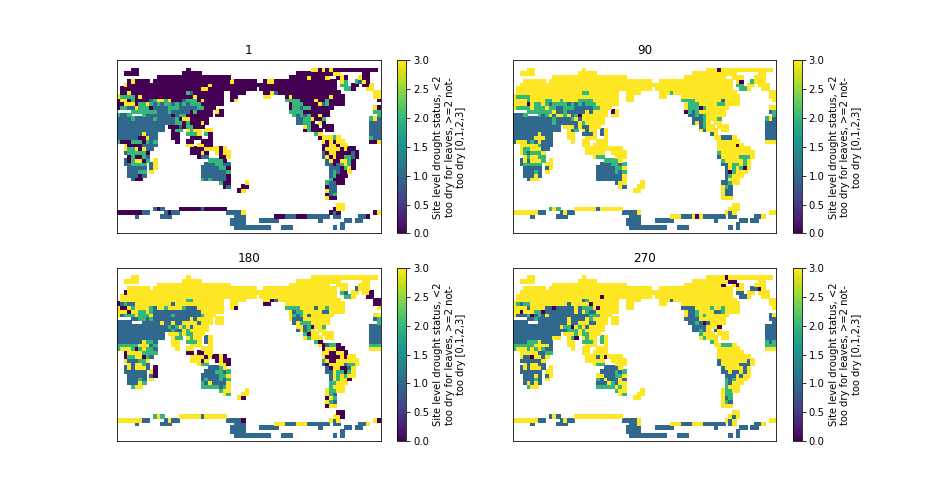 1
3.0
2.5
2.0
1.5
1.0
0.5
0.0
Site level drought status, <2
too dry for leaves, >=2 not-
too dry [0,1,2,3]
90
3.0
2.5
2.0
1.5
1.0
0.5
0.0
Site level drought status, <2
too dry for leaves, >=2 not-
too dry [0,1,2,3]
180
3.0
2.5
2.0
1.5
1.0
0.5
0.0
Site level drought status, <2
too dry for leaves, >=2 not-
too dry [0,1,2,3]
270
3.0
2.5
2.0
1.5
1.0
0.5
0.0
Site level drought status, <2
too dry for leaves, >=2 not-
too dry [0,1,2,3]